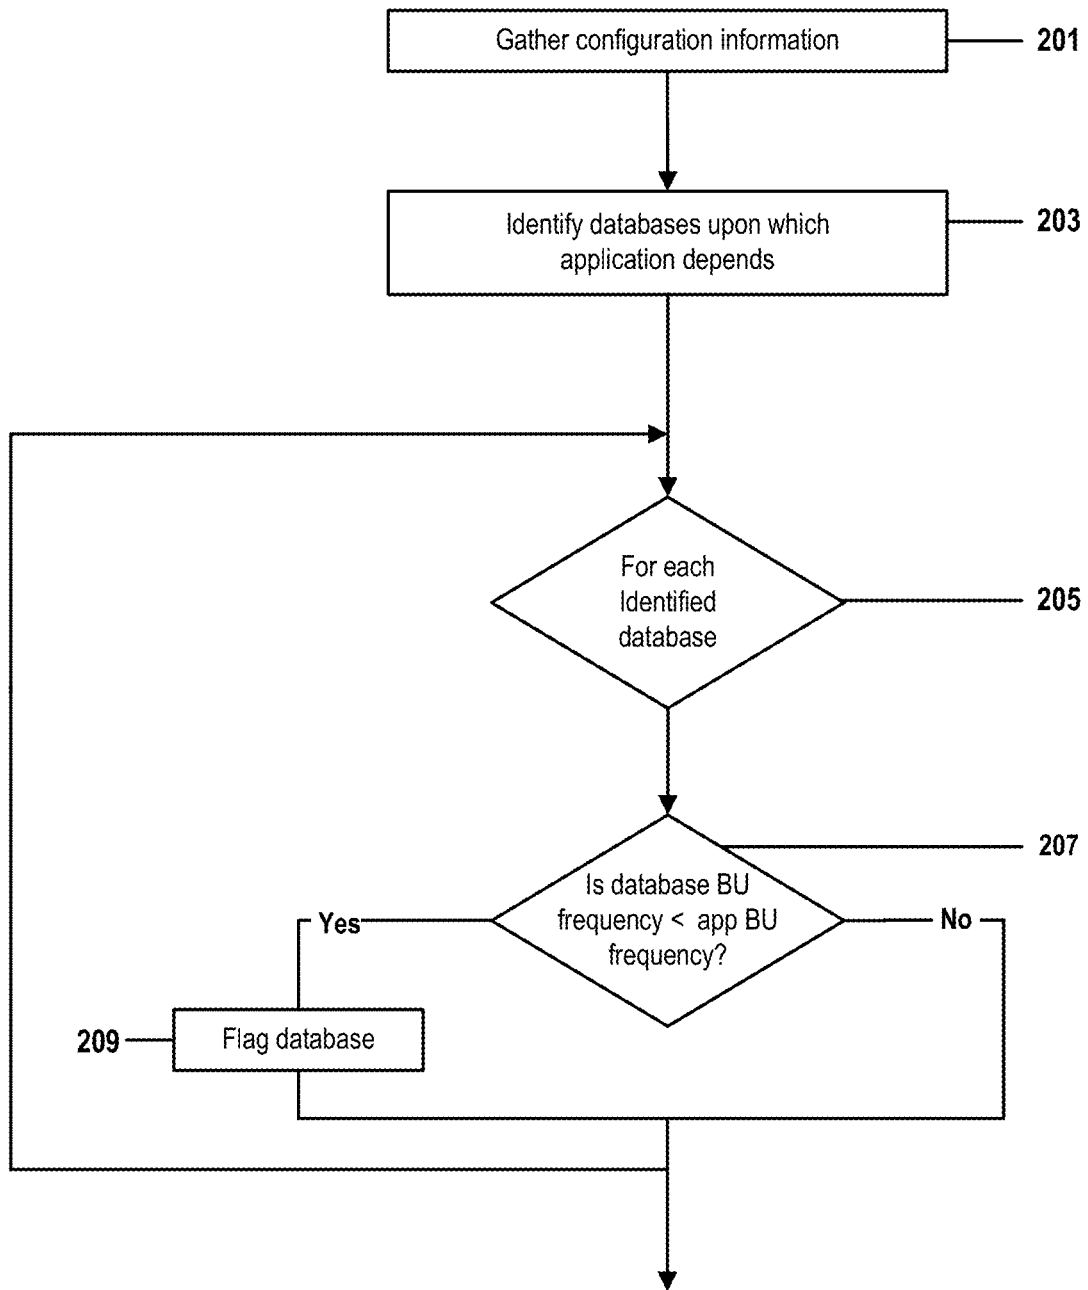 Gather configuration information
201
Identify databases upon which
application depends
203
For each
Identified
database
205
207
Is database BU
frequency < app BU
frequency?
Yes
No
209
Flag database